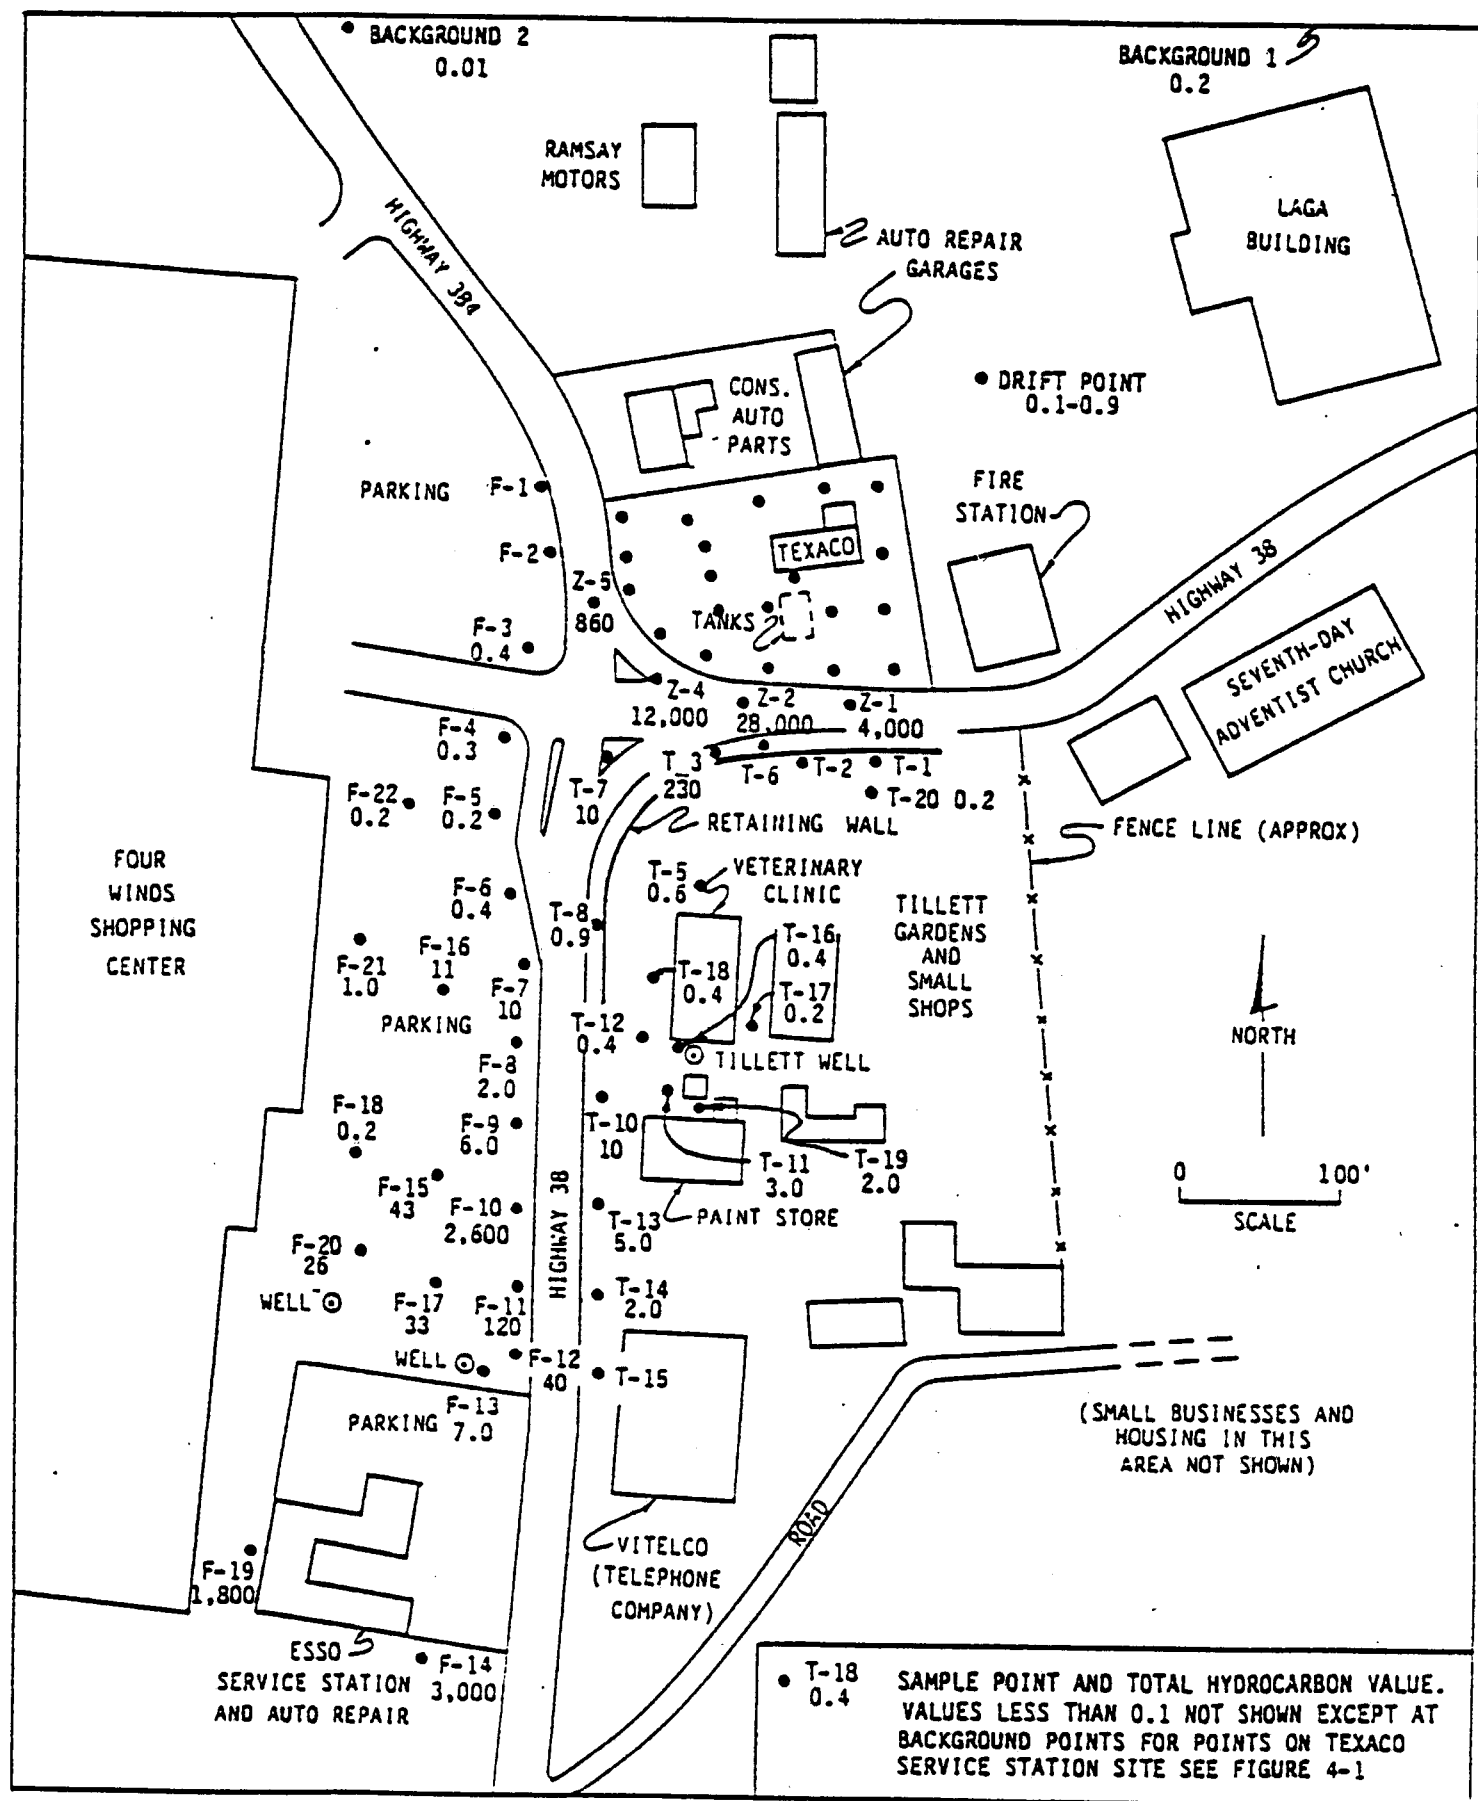 BACKGROUND 2
0.01
BACKGROUND 1
0.2
RAMSAY
MOTORS
LAGA
BUILDING
AUTO REPAIR
GARAGES
HIGHWAY 384
CONS.
AUTO
PARTS
DRIFT POINT
0.1-0.9
PARKING
F-1
FIRE
STATION
F-2
TEXACO
HIGHWAY 38
Z-5
860
TANKS
F-3
0.4
SEVENTH-DAY
ADVENTIST CHURCH
Z-4
12,000
Z-2
28,000
Z-1
4,000
F-4
0.3
T-3
230
T-6
T-2
T-1
T-7
10
T-20 0.2
F-22
0.2
F-5
0.2
RETAINING WALL
FENCE LINE (APPROX)
FOUR
WINDS
SHOPPING
CENTER
T-5
0.6
VETERINARY
CLINIC
F-6
0.4
T-8
0.9
TILLETT
GARDENS
AND
SMALL
SHOPS
T-16
0.4
F-21
1.0
F-16
11
F-7
10
T-18
0.4
T-17
0.2
PARKING
T-12
0.4
NORTH
F-8
2.0
TILLETT WELL
F-18
0.2
F-9
6.0
T-10
10
T-11
3.0
T-19
2.0
0 100'
SCALE
F-15
43
F-10
2,600
HIGHWAY 38
T-13
5.0
PAINT STORE
F-20
26
WELL
F-17
33
F-11
120
T-14
2.0
WELL
F-12
40
T-15
F-13
7.0
PARKING
(SMALL BUSINESSES AND
HOUSING IN THIS
AREA NOT SHOWN)
ROAD
VITELCO
(TELEPHONE
COMPANY)
F-19
1,800
ESSO
SERVICE STATION
AND AUTO REPAIR
F-14
3,000
T-18
0.4
SAMPLE POINT AND TOTAL HYDROCARBON VALUE.
VALUES LESS THAN 0.1 NOT SHOWN EXCEPT AT
BACKGROUND POINTS FOR POINTS ON TEXACO
SERVICE STATION SITE SEE FIGURE 4-1